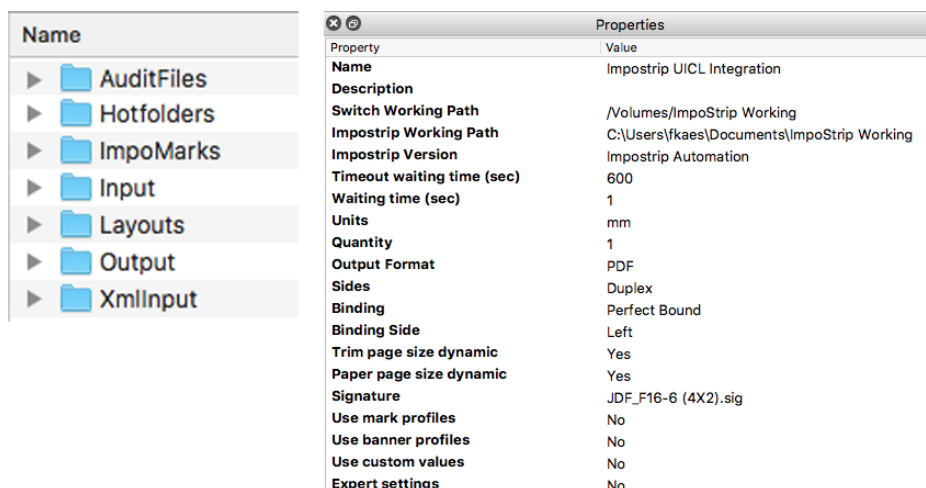 Name
AuditFiles
Hotfolders
ImpoMarks
Input
Layouts
Output
XmlInput
Properties
Property Value
Name Impostrip UICL Integration
Description
Switch Working Path /Volumes/ImpoStrip Working
Impostrip Working Path C:\Users\fkaes\Documents\ImpoStrip Working
Impostrip Version Impostrip Automation
Timeout waiting time (sec) 600
Waiting time (sec) 1
Units mm
Quantity 1
Output Format PDF
Sides Duplex
Binding Perfect Bound
Binding Side Left
Trim page size dynamic Yes
Paper page size dynamic Yes
Signature JDF_F16-6 (4X2).sig
Use mark profiles No
Use banner profiles No
Use custom values No
Expert settings No